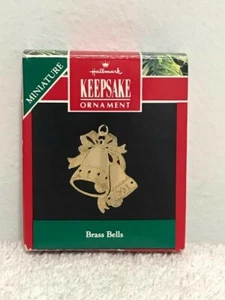 MINIATURE
Hallmark
KEEPSAKE
ORNAMENT
Brass Bells